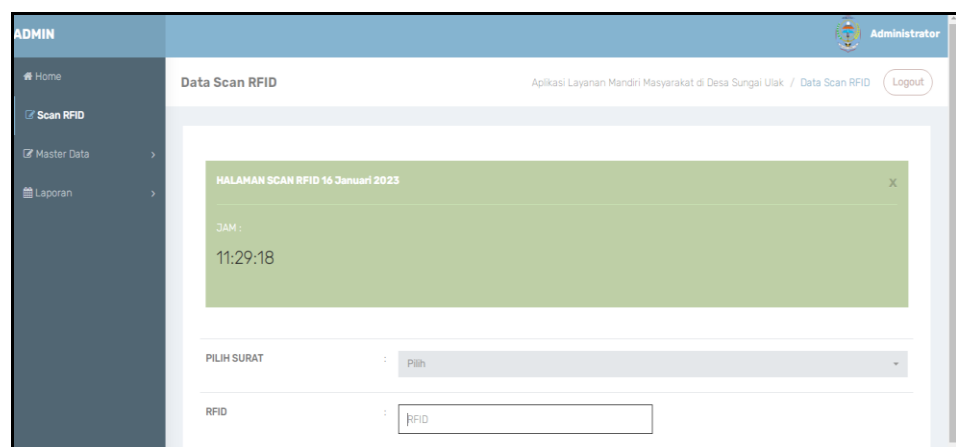 ADMIN
Administrator
Home
Scan RFID
Master Data
Laporan
Data Scan RFID
Aplikasi Layanan Mandiri Masyarakat di Desa Sungai Ulak / Data Scan RFID
Logout
HALAMAN SCAN RFID 16 Januari 2023
X
JAM :
11:29:18
PILIH SURAT : Pilih
RFID : RFID